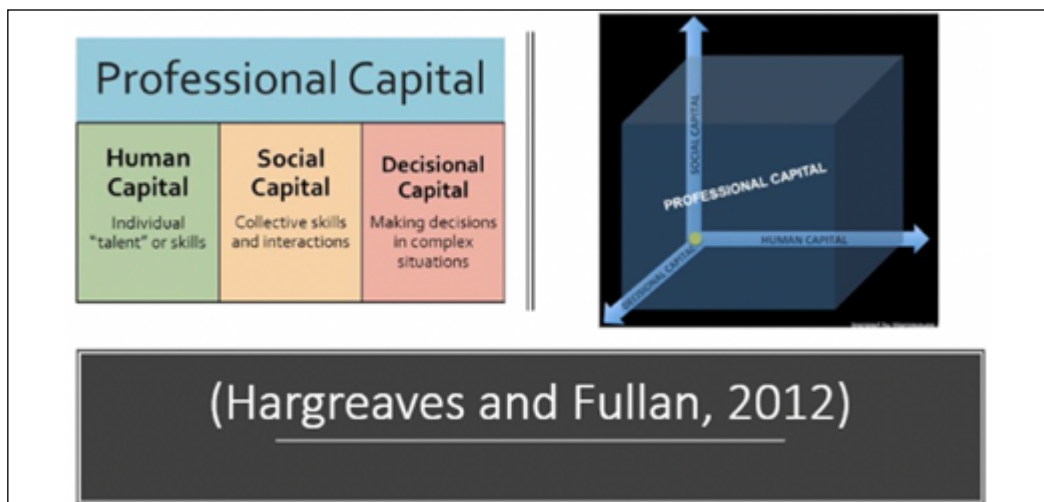 Professional Capital
Human
Capital
Individual
"talent" or skills
Social
Capital
Collective skills
and interactions
Decisional
Capital
Making decisions
in complex
situations
SOCIAL CAPITAL
PROFESSIONAL CAPITAL
HUMAN CAPITAL
DECISIONAL CAPITAL
(Hargreaves and Fullan, 2012)